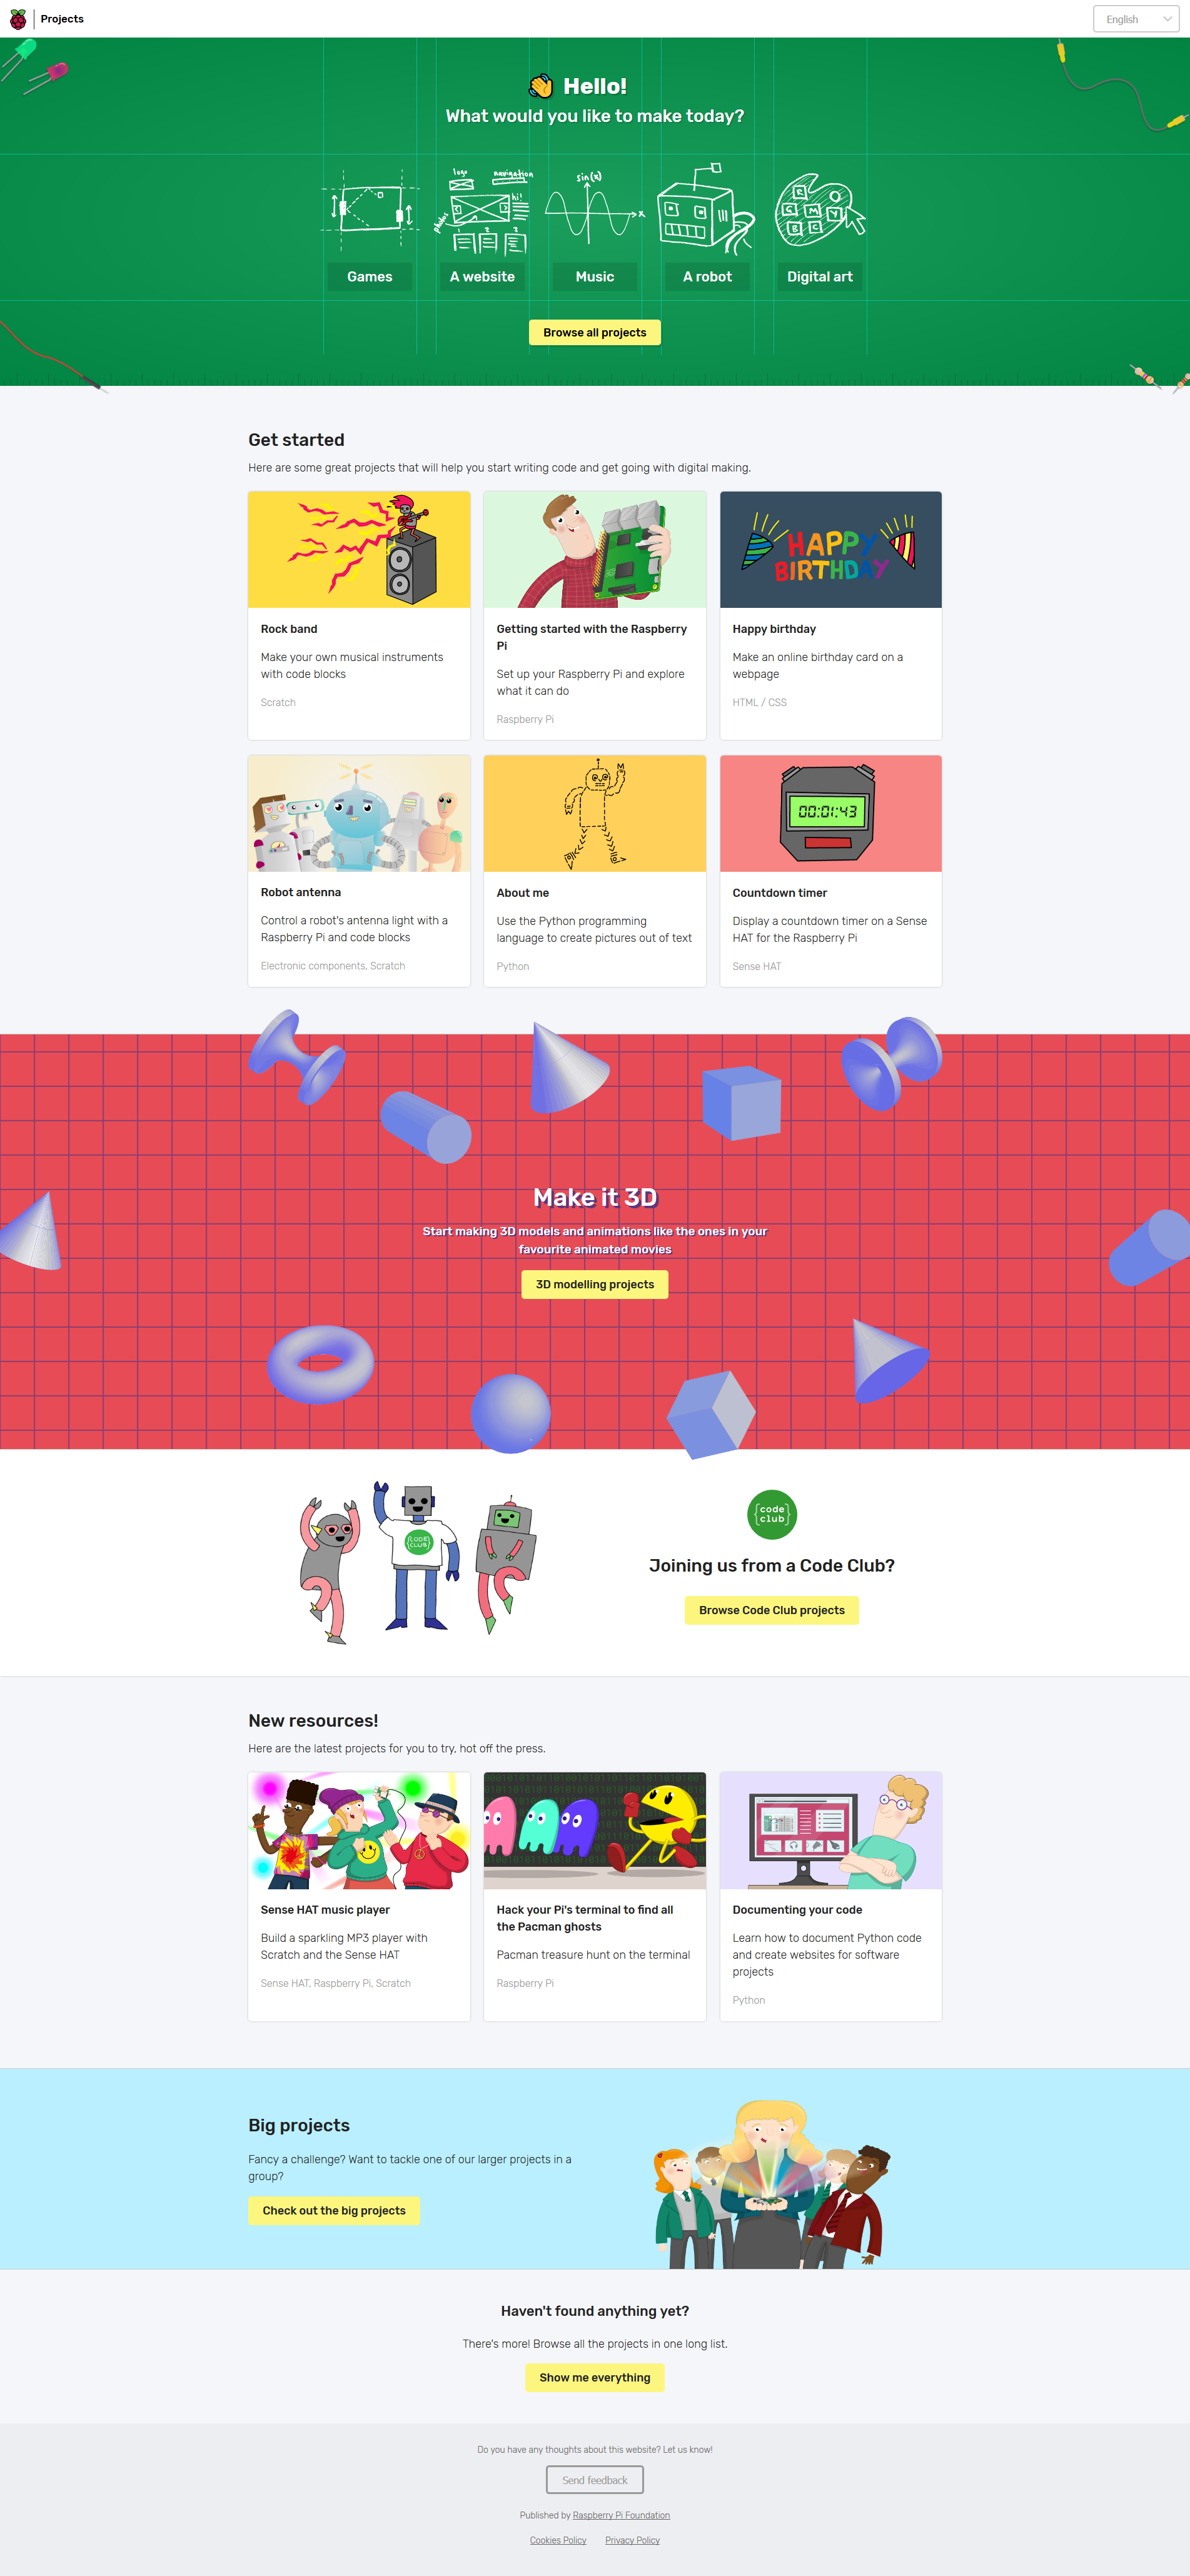 Projects
English
Hello!
What would you like to make today?
logo
navigation
hi!
photos
sin(x)
x
R
G M Y
B C
Games
A website
Music
A robot
Digital art
Browse all projects
Get started
Here are some great projects that will help you start writing code and get going with digital making.
HAPPY
BIRTHDAY
Rock band
Make your own musical instruments
with code blocks
Scratch
Getting started with the Raspberry
Pi
Set up your Raspberry Pi and explore
what it can do
Raspberry Pi
Happy birthday
Make an online birthday card on a
webpage
HTML / CSS
00:01:43
Robot antenna
Control a robot's antenna light with a
Raspberry Pi and code blocks
Electronic components, Scratch
About me
Use the Python programming
language to create pictures out of text
Python
Countdown timer
Display a countdown timer on a Sense
HAT for the Raspberry Pi
Sense HAT
Make it 3D
Start making 3D models and animations like the ones in your
favourite animated movies
3D modelling projects
{CODE
CLUB}
{code
club}
Joining us from a Code Club?
Browse Code Club projects
New resources!
Here are the latest projects for you to try, hot off the press.
Sense HAT music player
Build a sparkling MP3 player with
Scratch and the Sense HAT
Sense HAT, Raspberry Pi, Scratch
Hack your Pi's terminal to find all
the Pacman ghosts
Pacman treasure hunt on the terminal
Raspberry Pi
Documenting your code
Learn how to document Python code
and create websites for software
projects
Python
Big projects
Fancy a challenge? Want to tackle one of our larger projects in a
group?
Check out the big projects
Haven't found anything yet?
There's more! Browse all the projects in one long list.
Show me everything
Do you have any thoughts about this website? Let us know!
Send feedback
Published by Raspberry Pi Foundation
Cookies Policy
Privacy Policy